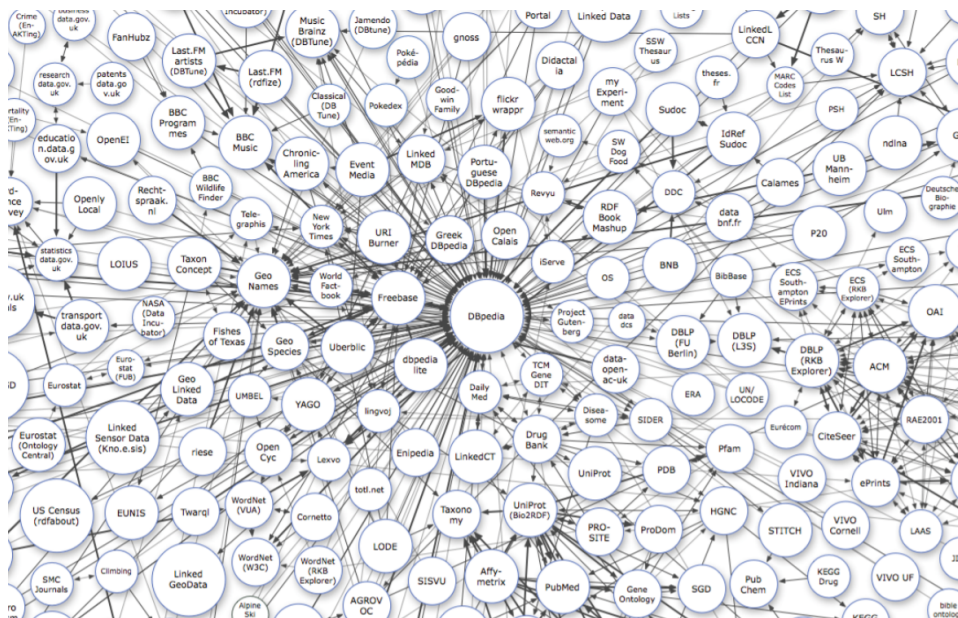 Crime
(En-
AKTing)
business
data.gov.
uk
FanHubz
Last.FM
artists
(DBTune)
Incubator)
Last.FM
(rdfize)
Music
Brainz
(DBTune)
Jamendo
(DBtune)
Poké-
pédia
gnoss
Portal
Linked Data
Lists
Didactal
ia
SSW
Thesaur
us
LinkedL
CCN
SH
Thesau-
rus W
LCSH
research
data.gov.
uk
patents
data.gov.
uk
BBC
Program
mes
Classical
(DB
Tune)
Pokedex
Good-
win
Family
flickr
wrappr
my
Experi-
ment
theses.
fr
MARC
Codes
List
Sudoc
PSH
(En-
AKTing)
educatio
n.data.g
ov.uk
OpenEI
BBC
Music
Chronic-
ling
America
Event
Media
Linked
MDB
Portu-
guese
DBpedia
semantic
web.org
SW
Dog
Food
IdRef
Sudoc
ndlna
UB
Mann-
heim
Openly
Local
Recht-
spraak.
nl
BBC
Wildlife
Finder
Revyu
DDC
Calames
Deutsche
Bio-
graphie
Tele-
graphis
New
York
Times
URI
Burner
Greek
DBpedia
Open
Calais
RDF
Book
Mashup
data
bnf.fr
Ulm
P20
statistics
data.gov.
uk
LOIUS
Taxon
Concept
Geo
Names
World
Fact-
book
Freebase
iServe
OS
BNB
BibBase
ECS
South-
ampton
ECS
South-
ampton
EPrints
ECS
(RKB
Explorer)
transport
data.gov.
uk
NASA
(Data
Incu-
bator)
DBpedia
Project
Guten-
berg
data
dcs
OAI
Fishes
of Texas
Geo
Species
Uberblic
dbpedia
lite
DBLP
(FU
Berlin)
DBLP
(L3S)
DBLP
(RKB
Explorer)
ACM
Euro-
stat
(FUB)
Eurostat
Geo
Linked
Data
UMBEL
YAGO
lingvoj
Daily
Med
TCM
Gene
DIT
data-
open-
ac-uk
ERA
UN/
LOCODE
Disea-
some
SIDER
Eurécom
RAE2001
CiteSeer
Eurostat
(Ontology
Central)
Linked
Sensor Data
(Kno.e.sis)
riese
Open
Cyc
Lexvo
Enipedia
LinkedCT
Drug
Bank
UniProt
PDB
Pfam
VIVO
Indiana
ePrints
US Census
(rdfabout)
EUNIS
Twarql
WordNet
(VUA)
totl.net
Cornetto
Taxono
my
UniProt
(Bio2RDF)
PRO-
SITE
ProDom
HGNC
STITCH
VIVO
Cornell
LAAS
LODE
WordNet
(W3C)
WordNet
(RKB
Explorer)
SMC
Journals
Climbing
Linked
GeoData
SISVU
Affy-
metrix
PubMed
Gene
Ontology
SGD
Pub
Chem
KEGG
Drug
VIVO UF
Alpine
Ski
AGROV
OC
KEGG
bible
ontology